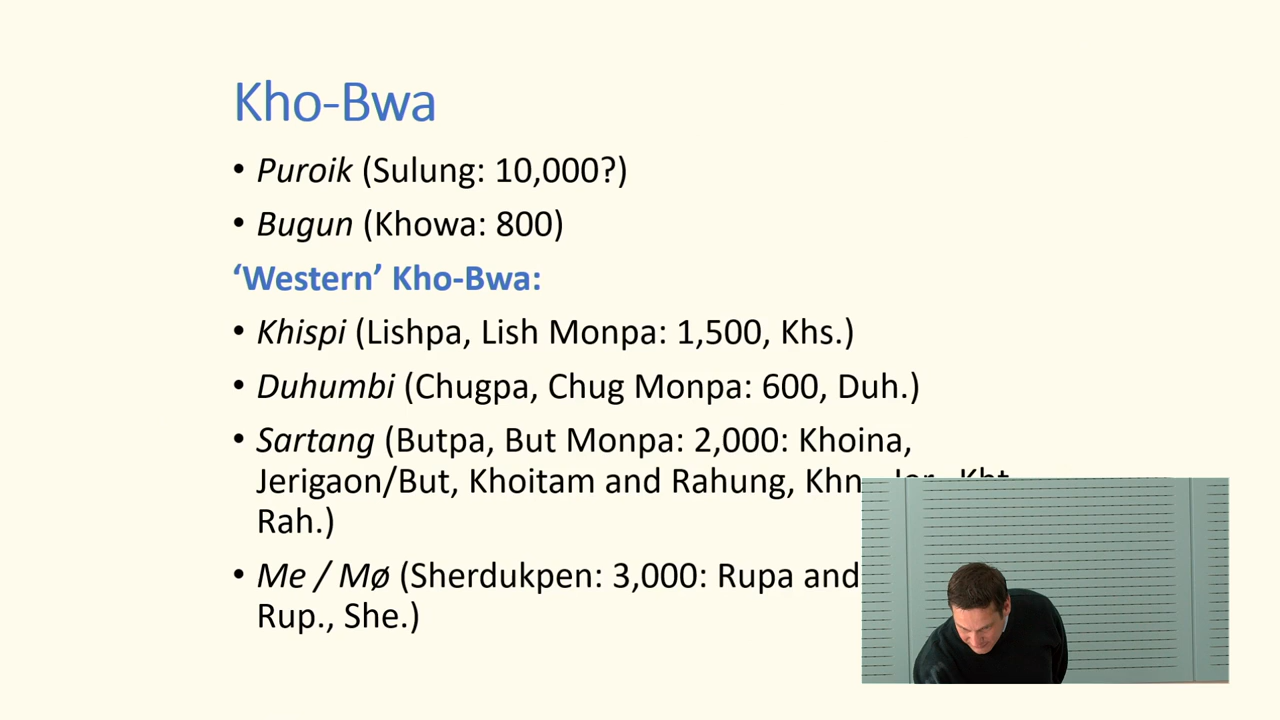 Kho-Bwa
• Puroik (Sulung: 10,000?)
• Bugun (Khowa: 800)
‘Western’ Kho-Bwa:
• Khispi (Lishpa, Lish Monpa: 1,500, Khs.)
• Duhumbi (Chugpa, Chug Monpa: 600, Duh.)
• Sartang (Butpa, But Monpa: 2,000: Khoina,
Jerigaon/But, Khoitam and Rahung, Khn
Rah.)
• Me / Mø (Sherdukpen: 3,000: Rupa and
Rup., She.)